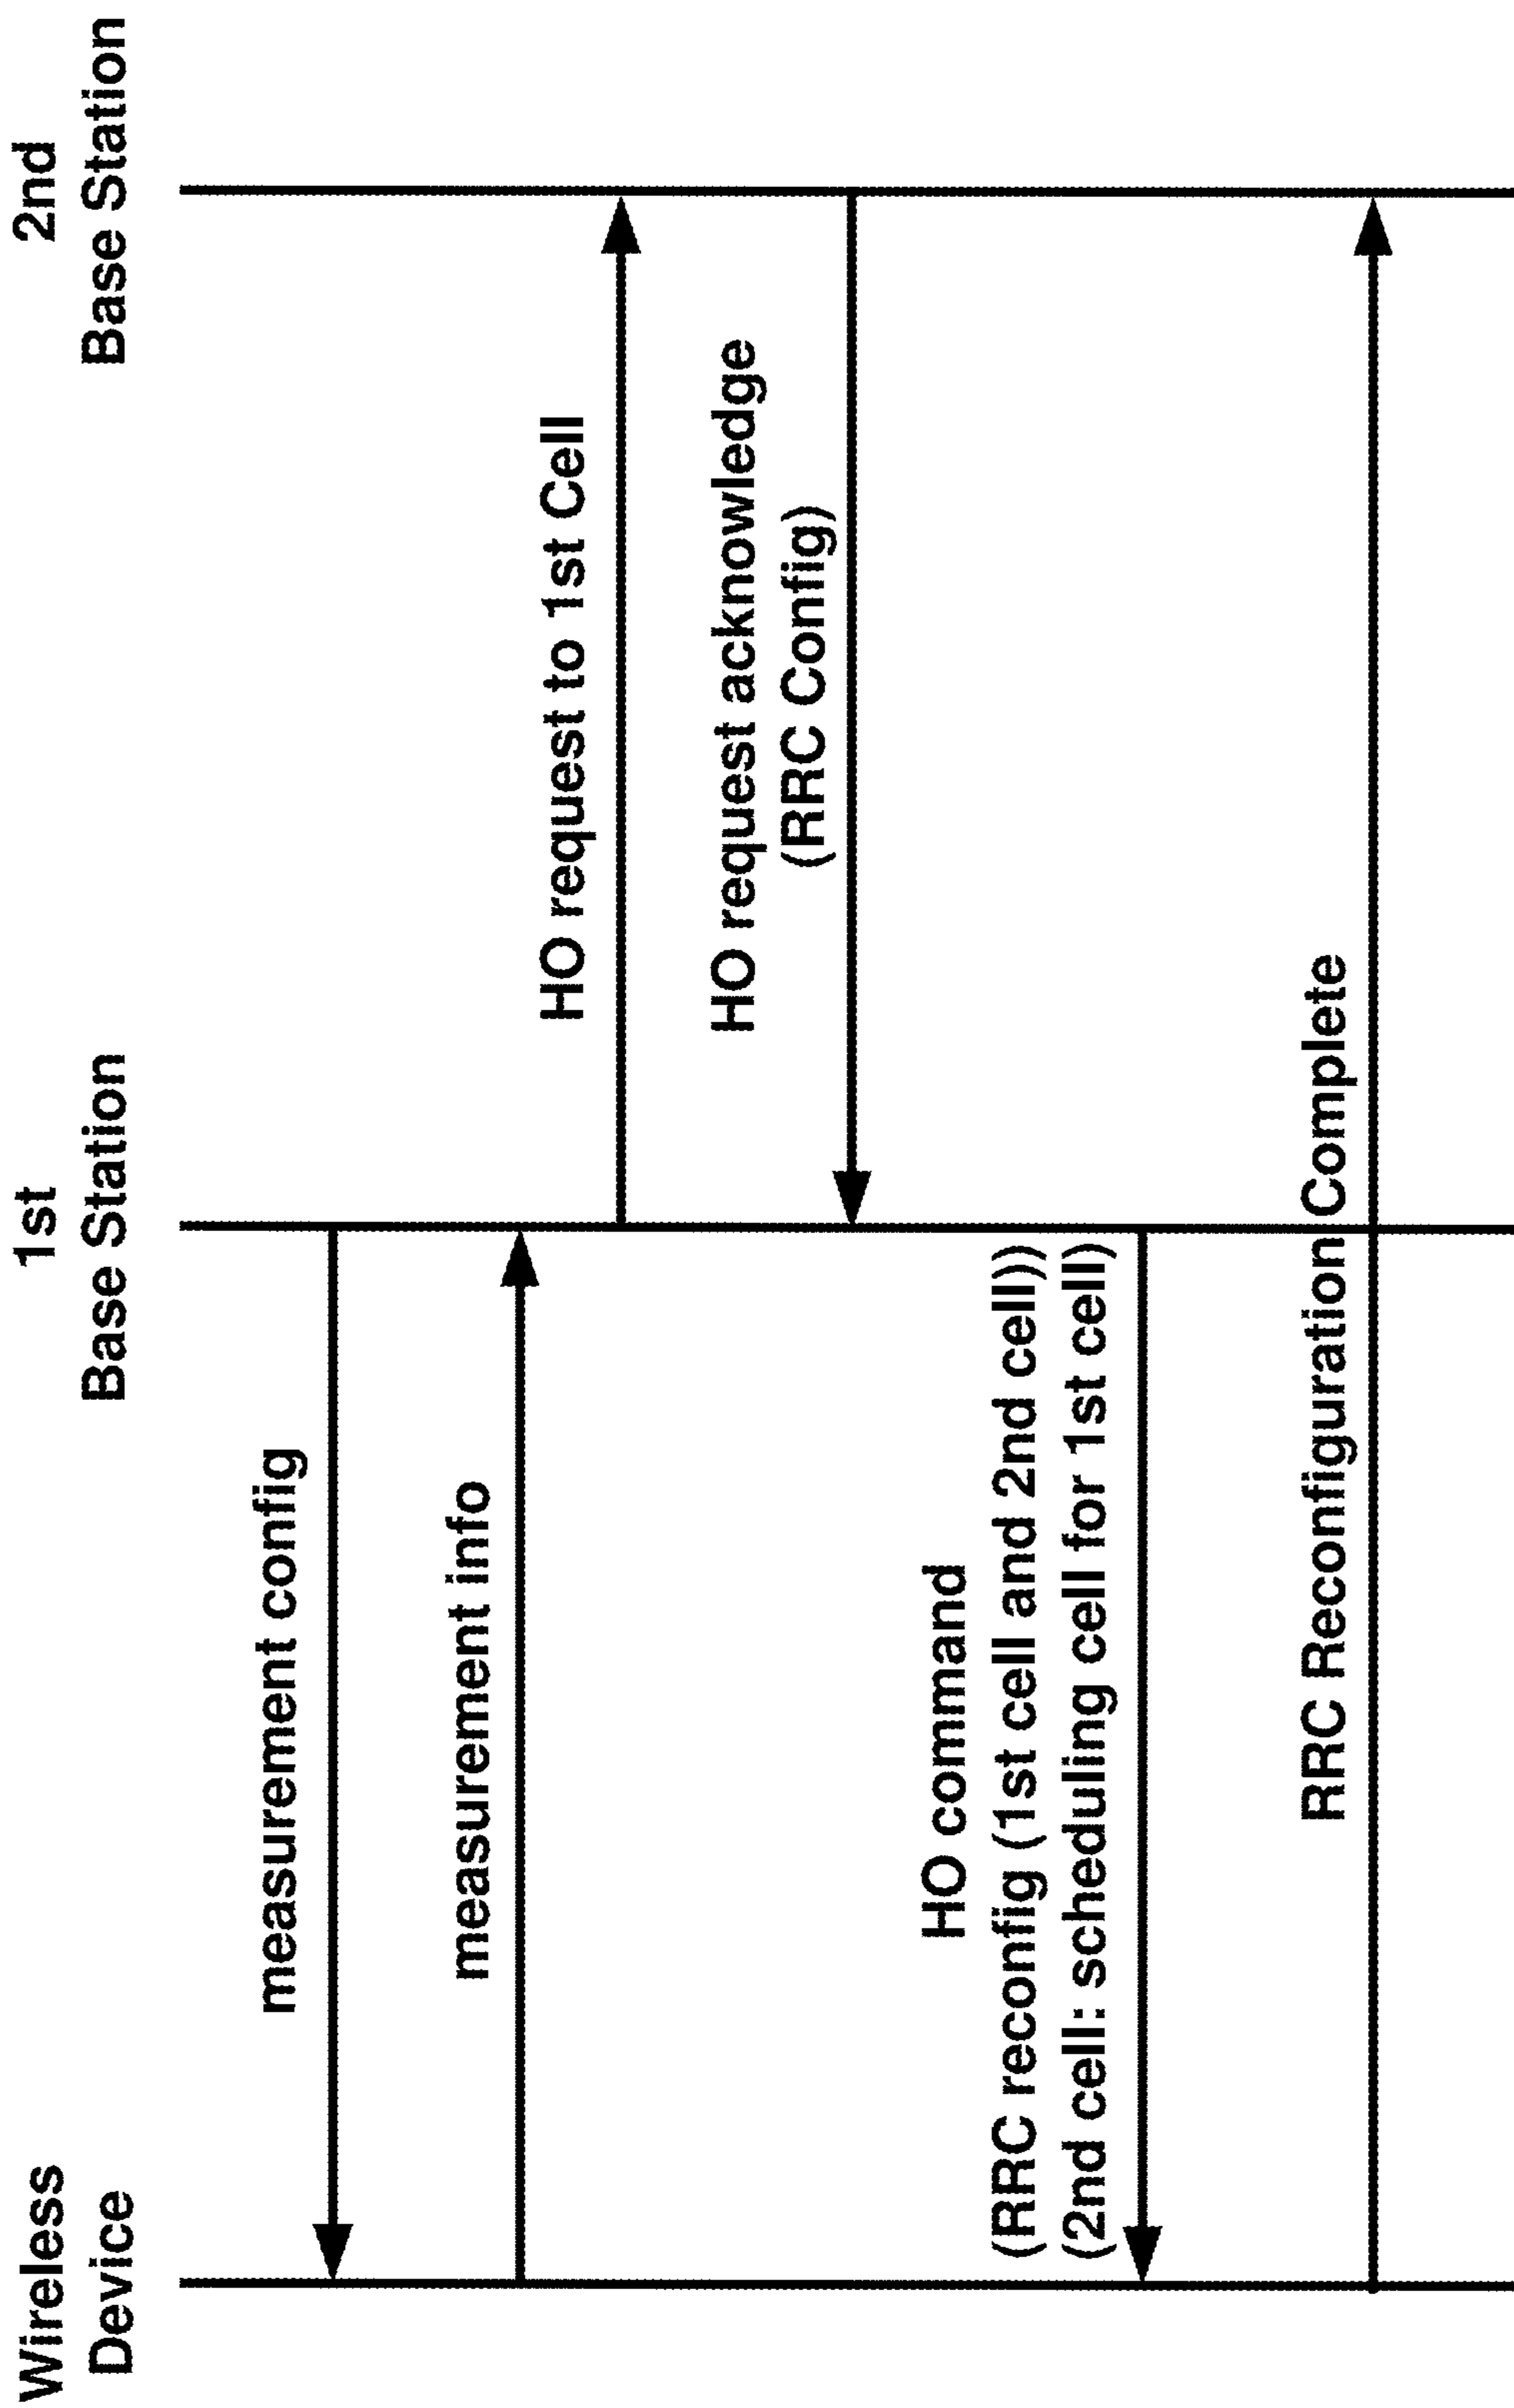 Wireless
Device
1st
Base Station
2nd
Base Station
measurement config
measurement info
HO request to 1st Cell
HO request acknowledge
(RRC Config)
HO command
(RRC reconfig (1st cell and 2nd cell))
(2nd cell: scheduling cell for 1st cell)
RRC Reconfiguration Complete